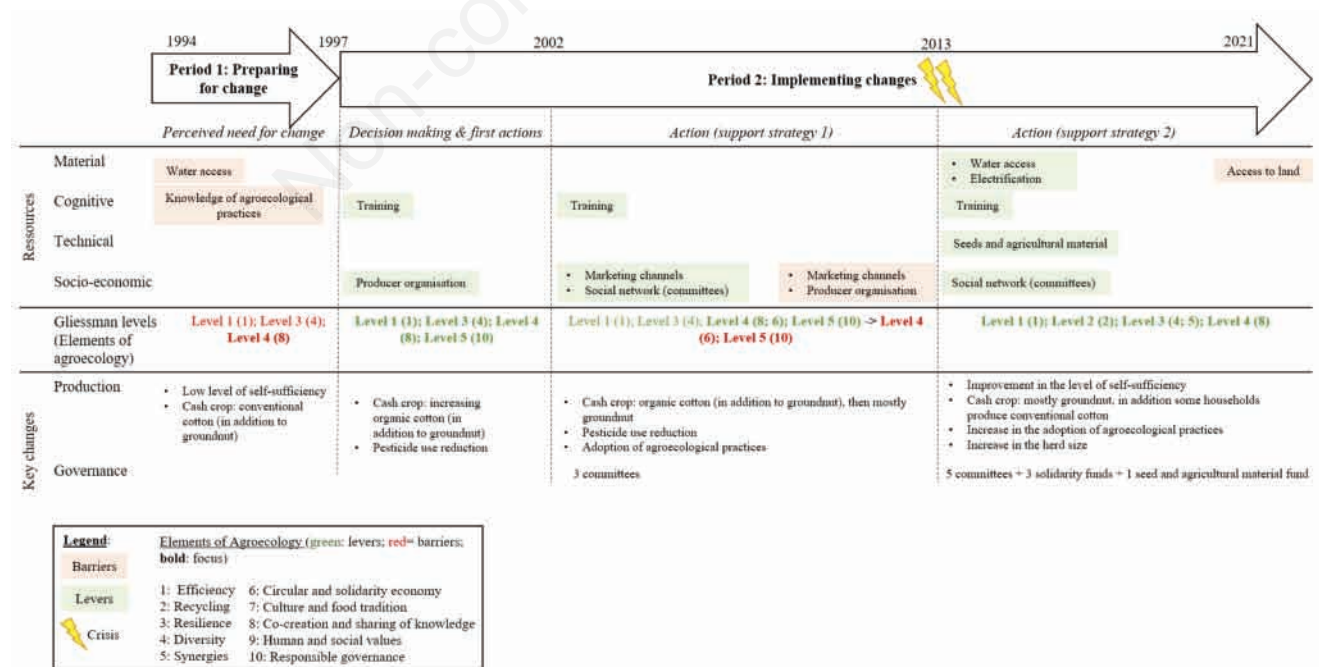 1994 1997 2002 2013 2021
Period 1: Preparing
for change
Period 2: Implementing changes
Perceived need for change Decision making & first actions Action (support strategy 1) Action (support strategy 2)
Ressources
Material
Water access
• Water access
• Electrification
Access to land
Cognitive
Knowledge of agroecological
practices
Training
Training
Training
Technical
Seeds and agricultural material
Socio-economic
Producer organisation
• Marketing channels
• Social network (committees)
• Marketing channels
• Producer organisation
Social network (committees)
Gliessman levels
(Elements of
agroecology)
Level 1 (1); Level 3 (4);
Level 4 (8)
Level 1 (1); Level 3 (4); Level 4
(8); Level 5 (10)
Level 1 (1); Level 3 (4); Level 4 (8; 6); Level 5 (10) -> Level 4
(6); Level 5 (10)
Level 1 (1); Level 2 (2); Level 3 (4; 5); Level 4 (8)
Key changes
Production
• Low level of self-sufficiency
• Cash crop: conventional
cotton (in addition to
groundnut)
• Cash crop: increasing
organic cotton (in
addition to groundnut)
• Pesticide use reduction
• Cash crop: organic cotton (in addition to groundnut), then mostly
groundnut
• Pesticide use reduction
• Adoption of agroecological practices
• Improvement in the level of self-sufficiency
• Cash crop: mostly groundnut, in addition some households
produce conventional cotton
• Increase in the adoption of agroecological practices
• Increase in the herd size
Governance
3 committees
5 committees + 3 solidarity funds + 1 seed and agricultural material fund
Legend:
Barriers
Levers
Crisis
Elements of Agroecology (green: levers; red= barriers;
bold: focus)
1: Efficiency 6: Circular and solidarity economy
2: Recycling 7: Culture and food tradition
3: Resilience 8: Co-creation and sharing of knowledge
4: Diversity 9: Human and social values
5: Synergies 10: Responsible governance